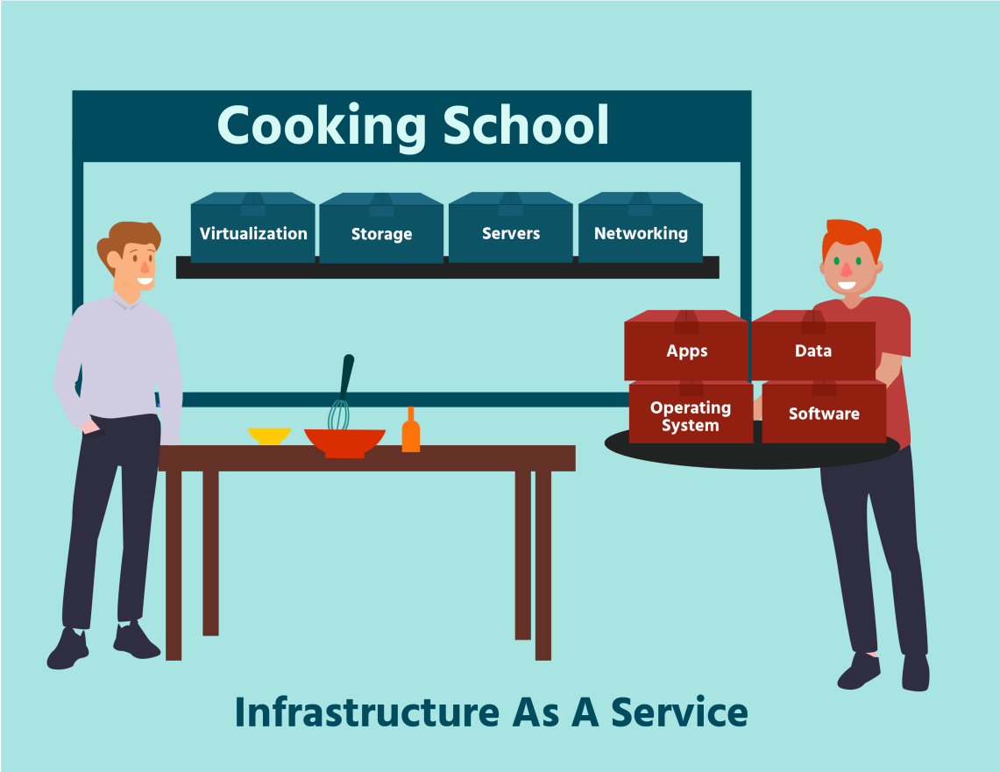 Cooking School
Virtualization
Storage
Servers
Networking
Apps
Data
Operating
System
Software
Infrastructure As A Service